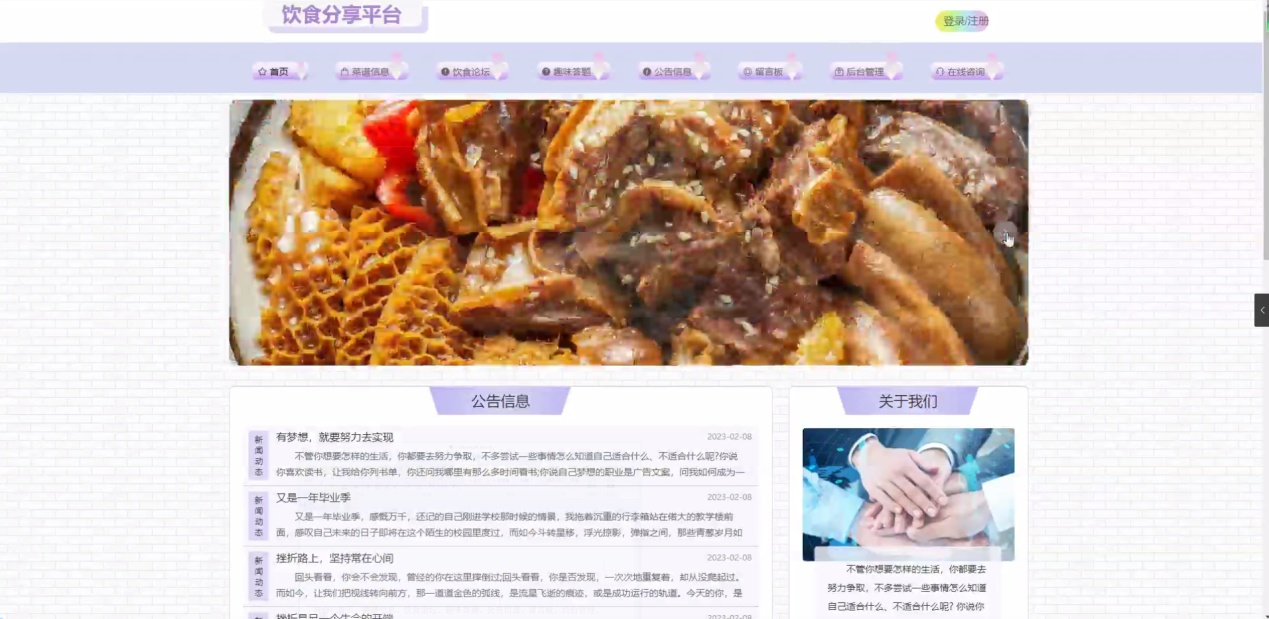 饮食分享平台
登录/注册
首页
菜谱信息
饮食论坛
趣味答题
公告信息
留言板
后台管理
在线咨询
公告信息
新闻动态
有梦想，就要努力去实现
2023-02-08
不管你想要怎样的生活，你都要去努力争取，不多尝试一些事情怎么知道自己适合什么、不适合什么呢?你说
你喜欢读书，让我给你列书单，你还问我哪里有那么多时间看书;你说自己梦想的职业是广告文案，问我如何成为一
新闻动态
又是一年毕业季
2023-02-08
又是一年毕业季，感慨万千，还记的自己刚进学校那时候的情景，我拖着沉重的行李箱站在偌大的教学楼前
面，感叹自己未来的日子即将在这个陌生的校园里度过，而如今斗转星移，浮光掠影，弹指之间，那些青葱岁月如
新闻动态
挫折路上，坚持常在心间
2023-02-08
回头看看，你会不会发现，曾经的你在这里摔倒过;回头看看，你是否发现，一次次地重复着，却从没爬起过。
而如今，让我们把视线转向前方，那一道道金色的弧线，是流星飞逝的痕迹，或是成功运行的轨道。今天的你，是
新
挫折是另一个生命的开端
2023-02-08
关于我们
不管你想要怎样的生活，你都要去
努力争取，不多尝试一些事情怎么知道
自己适合什么、不适合什么呢? 你说你